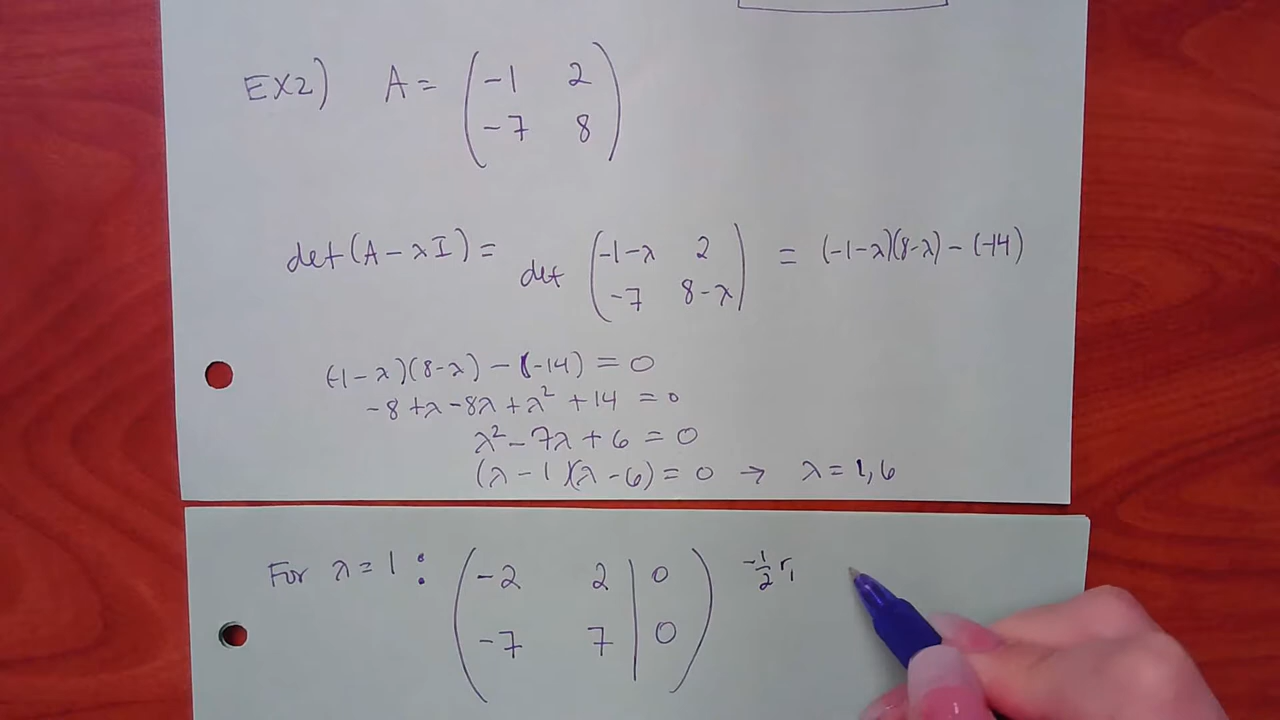 EX2) A = (-1 2
-7 8)
det(A - λI) = det (-1-λ 2
-7 8-λ) = (-1-λ)(8-λ) - (-14)
(-1-λ)(8-λ) - (-14) = 0
-8+λ-8λ+λ² +14 = 0
λ² - 7λ + 6 = 0
(λ - 1)(λ - 6) = 0 → λ = 1, 6
For λ = 1 : (-2 2 | 0
-7 7 | 0) -1/2 r₁